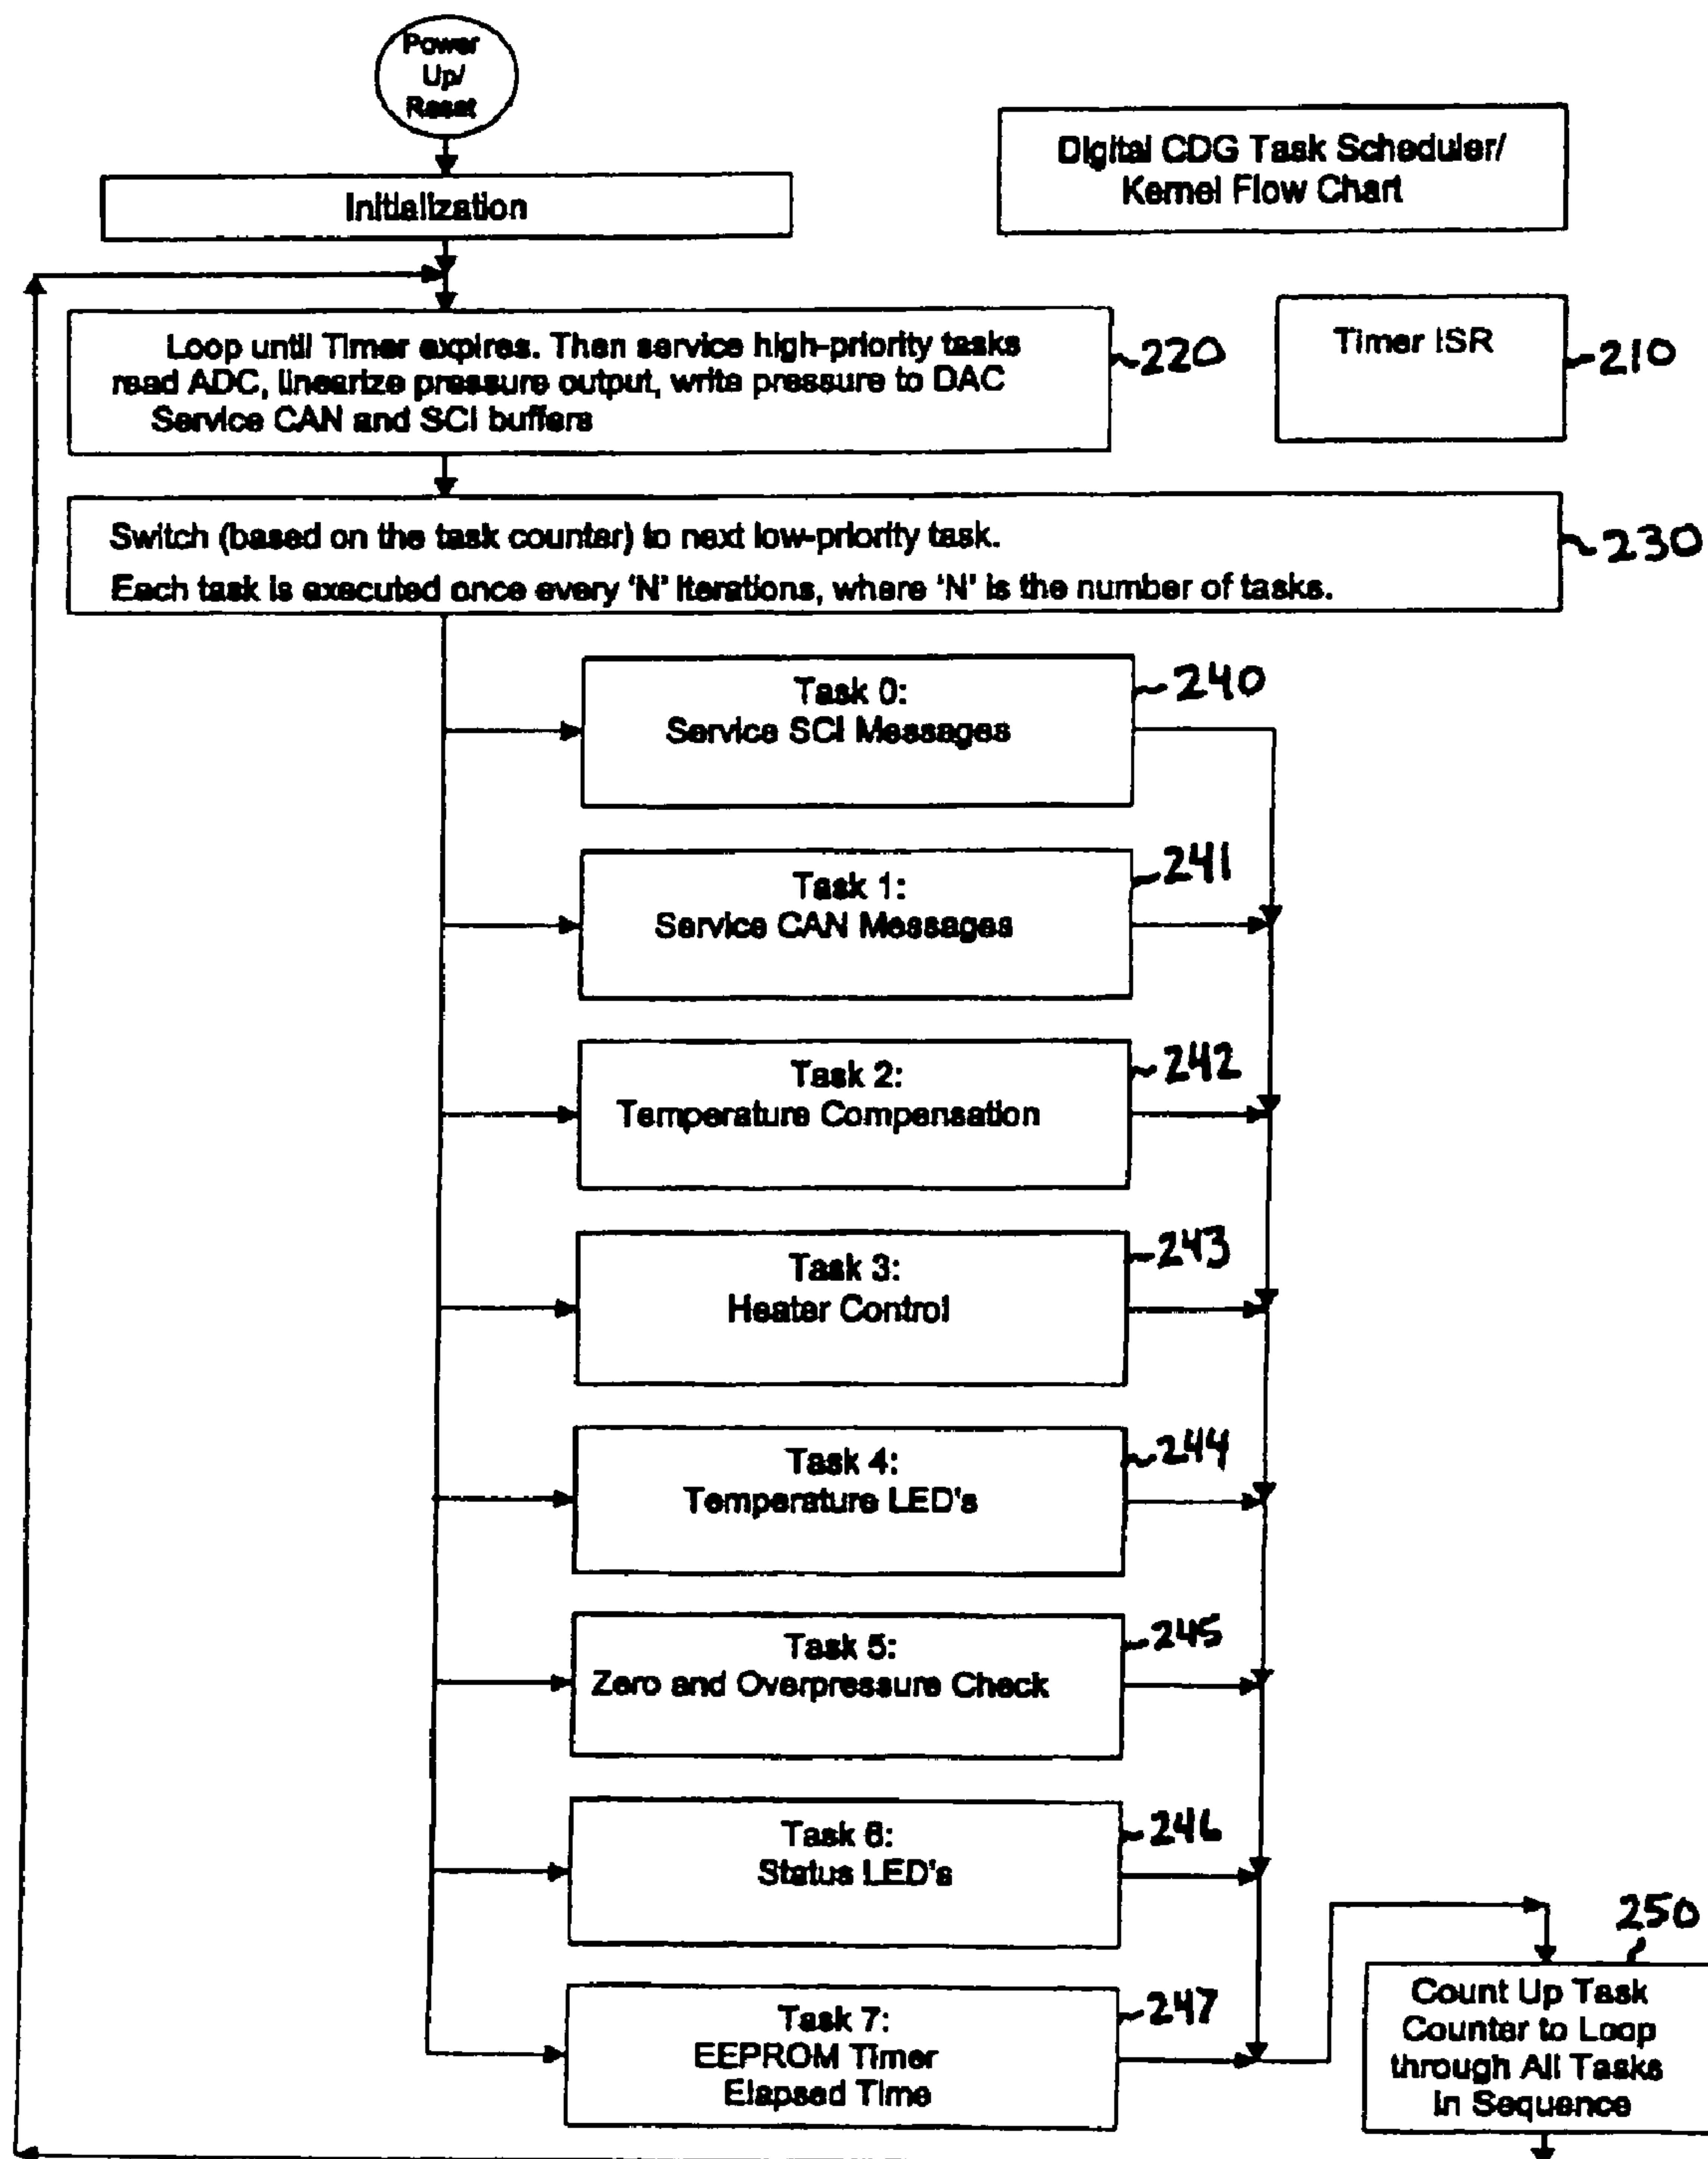 Power
Up/
Reset
Digital CDG Task Scheduler/
Kernel Flow Chart
Initialization
Loop until Timer expires. Then service high-priority tasks
read ADC, linearize pressure output, write pressure to DAC
Service CAN and SCI buffers
220
Timer ISR
210
Switch (based on the task counter) to next low-priority task.
Each task is executed once every 'N' iterations, where 'N' is the number of tasks.
230
Task 0:
Service SCI Messages
240
Task 1:
Service CAN Messages
241
Task 2:
Temperature Compensation
242
Task 3:
Heater Control
243
Task 4:
Temperature LED's
244
Task 5:
Zero and Overpressure Check
245
Task 6:
Status LED's
246
Task 7:
EEPROM Timer
Elapsed Time
247
250
Count Up Task
Counter to Loop
through All Tasks
in Sequence